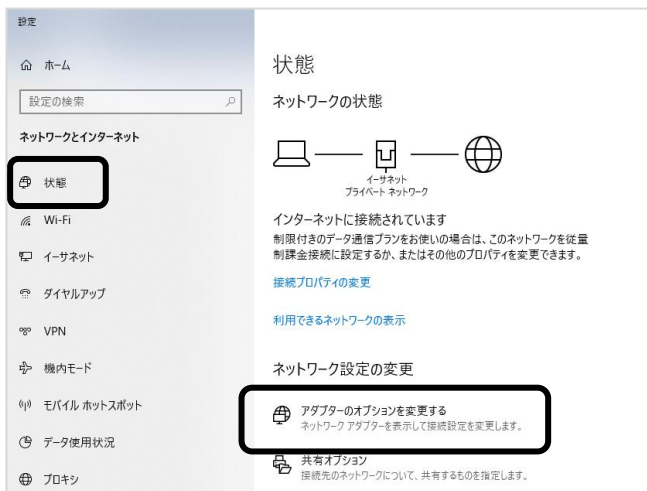 設定
ホーム
設定の検索
ネットワークとインターネット
状態
Wi-Fi
イーサネット
ダイヤルアップ
VPN
機内モード
モバイル ホットスポット
データ使用状況
プロキシ
状態
ネットワークの状態
イーサネット
プライベート ネットワーク
インターネットに接続されています
制限付きのデータ通信プランをお使いの場合は、このネットワークを従量
制課金接続に設定するか、またはその他のプロパティを変更できます。
接続プロパティの変更
利用できるネットワークの表示
ネットワーク設定の変更
アダプターのオプションを変更する
ネットワーク アダプターを表示して接続設定を変更します。
共有オプション
接続先のネットワークについて、共有するものを指定します。